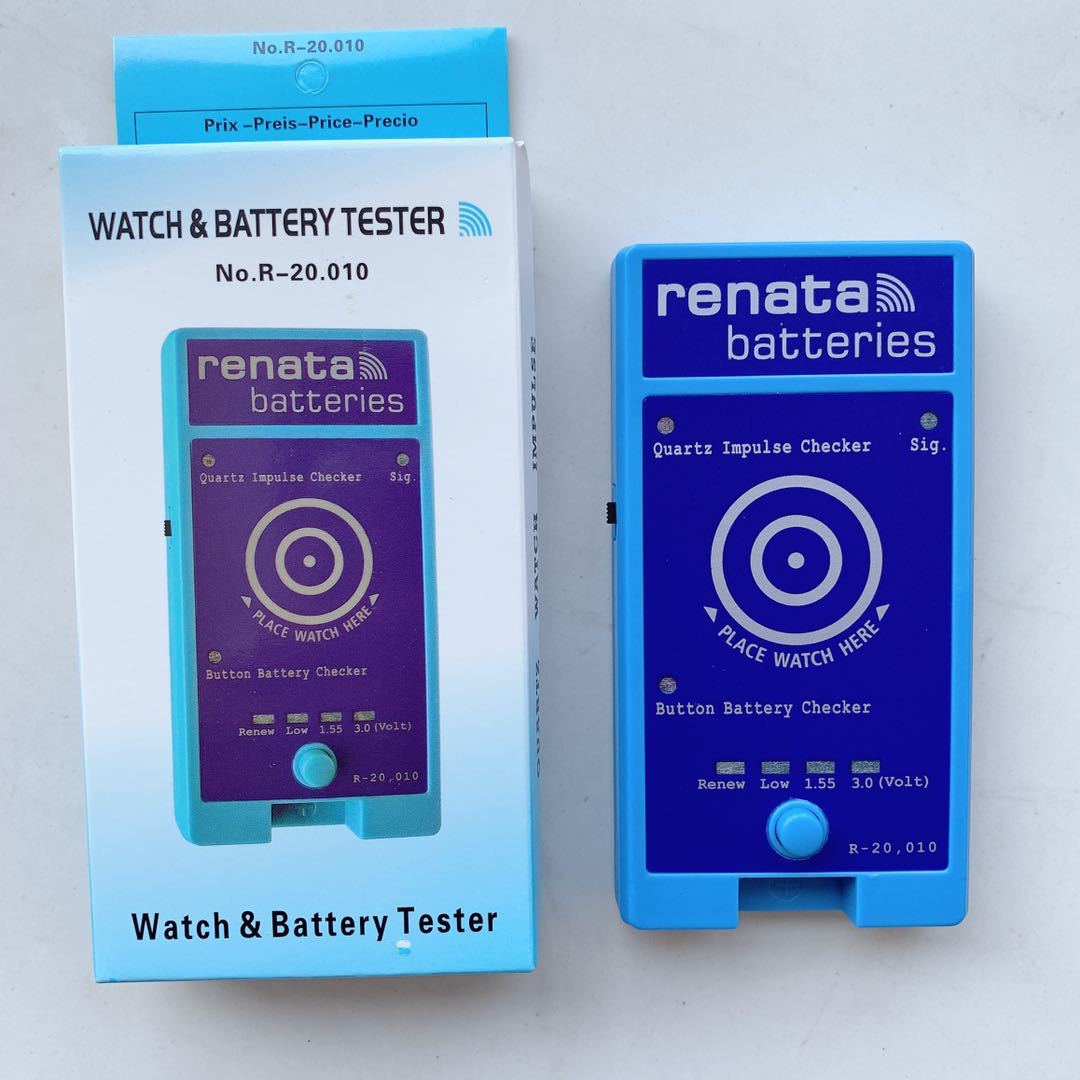 No.R-20.010
Prix -Preis-Price-Precio
WATCH & BATTERY TESTER
No.R-20.010
renata
batteries
Quartz Impulse Checker
Sig.
PLACE WATCH HERE
Button Battery Checker
Renew Low 1.55 3.0 (Volt)
R-20,010
Watch & Battery Tester
IMPULSE
WATCH
renata
batteries
Quartz Impulse Checker
Sig.
PLACE WATCH HERE
Button Battery Checker
Renew Low 1.55 3.0 (Volt)
R-20,010